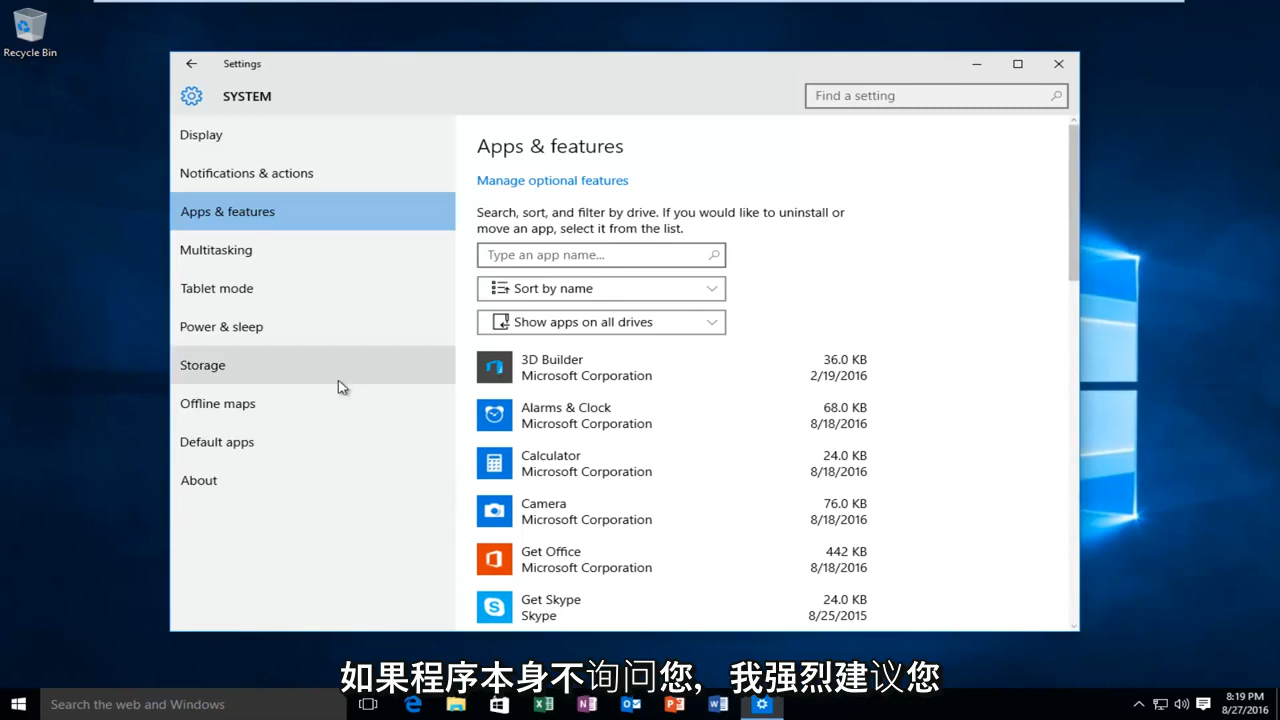 Recycle Bin
Settings
SYSTEM
Find a setting
Display
Notifications & actions
Apps & features
Multitasking
Tablet mode
Power & sleep
Storage
Offline maps
Default apps
About
Apps & features
Manage optional features
Search, sort, and filter by drive. If you would like to uninstall or
move an app, select it from the list.
Type an app name...
Sort by name
Show apps on all drives
3D Builder 36.0 KB
Microsoft Corporation 2/19/2016
Alarms & Clock 68.0 KB
Microsoft Corporation 8/18/2016
Calculator 24.0 KB
Microsoft Corporation 8/18/2016
Camera 76.0 KB
Microsoft Corporation 8/18/2016
Get Office 442 KB
Microsoft Corporation 8/18/2016
Get Skype 24.0 KB
Skype 8/25/2015
如果程序本身不询问您，我强烈建议您
Search the web and Windows
8:19 PM
8/27/2016